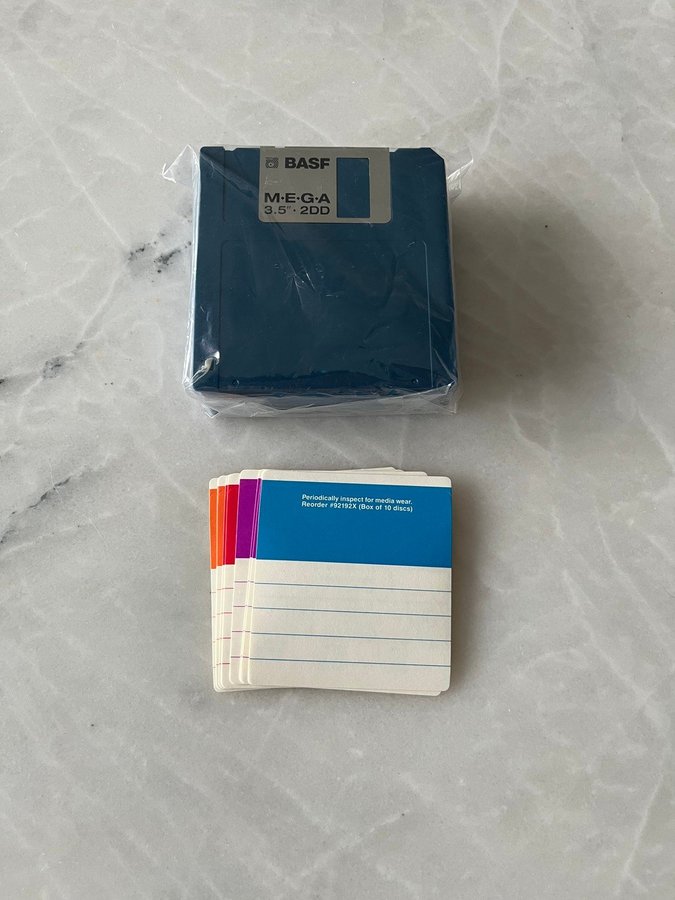 BASF
M·E·G·A
3.5"·2DD
Periodically inspect for media wear.
Reorder #92192X (Box of 10 discs)